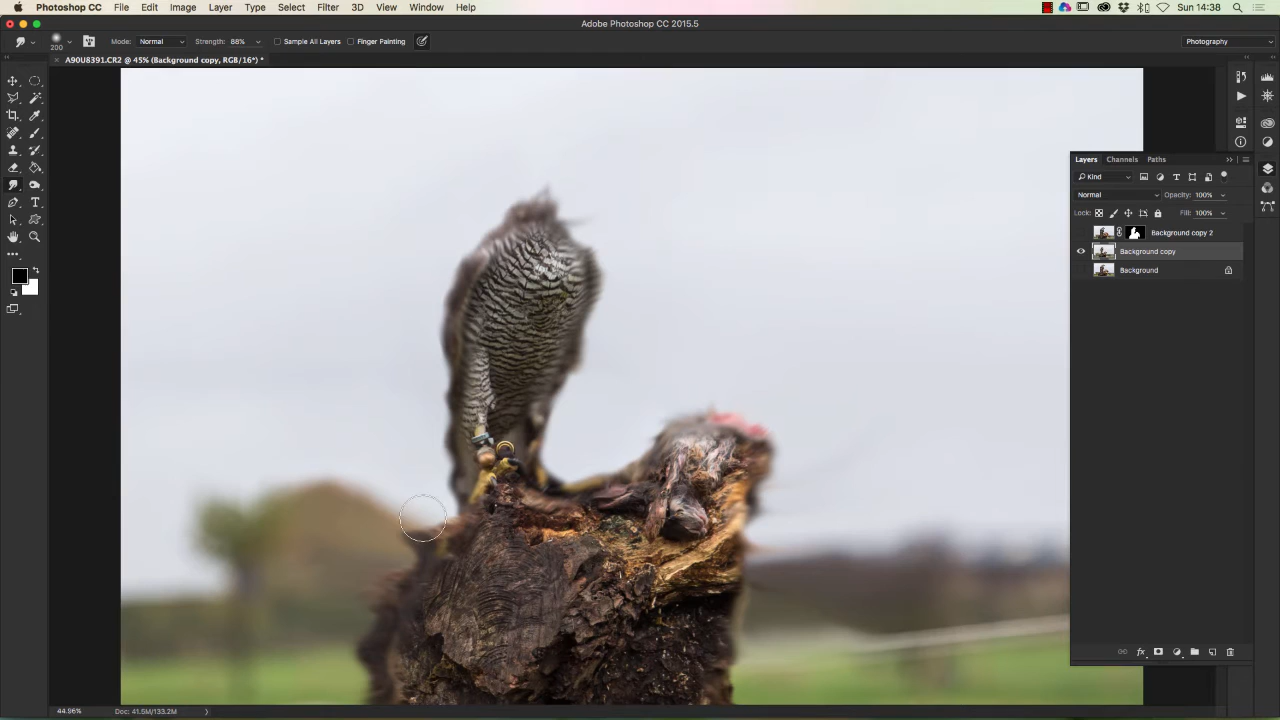 Photoshop CC File Edit Image Layer Type Select Filter 3D View Window Help Sun 14:38
Adobe Photoshop CC 2015.5
200 Mode: Normal Strength: 88% Sample All Layers Finger Painting Photography
× A90U8391.CR2 @ 45% (Background copy, RGB/16*) *
Layers Channels Paths
Kind
Normal Opacity: 100%
Lock: Fill: 100%
Background copy 2
Background copy
Background
44.96% Doc: 41.5M/133.2M